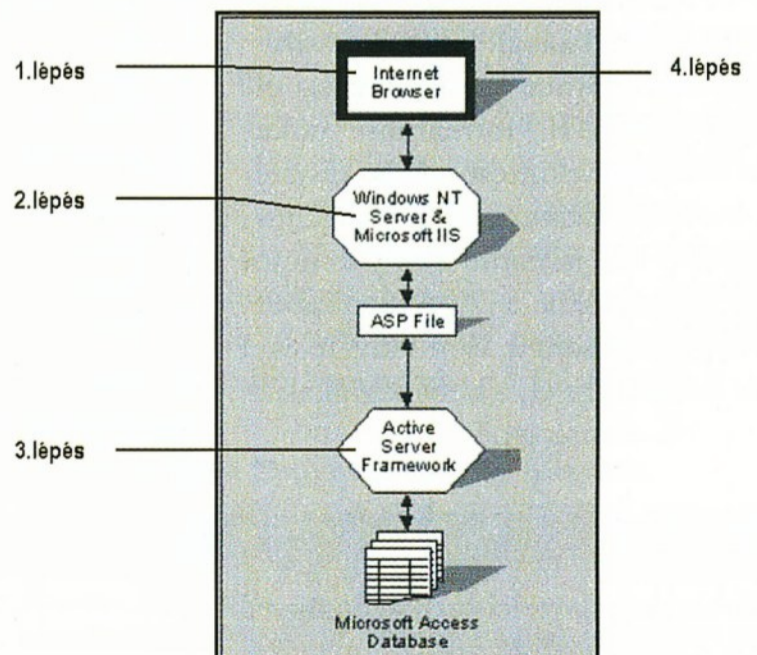 1.lépés
Internet
Browser
4.lépés
2.lépés
Windows NT
Server &
Microsoft IIS
ASP File
3.lépés
Active
Server
Framework
Microsoft Access
Database